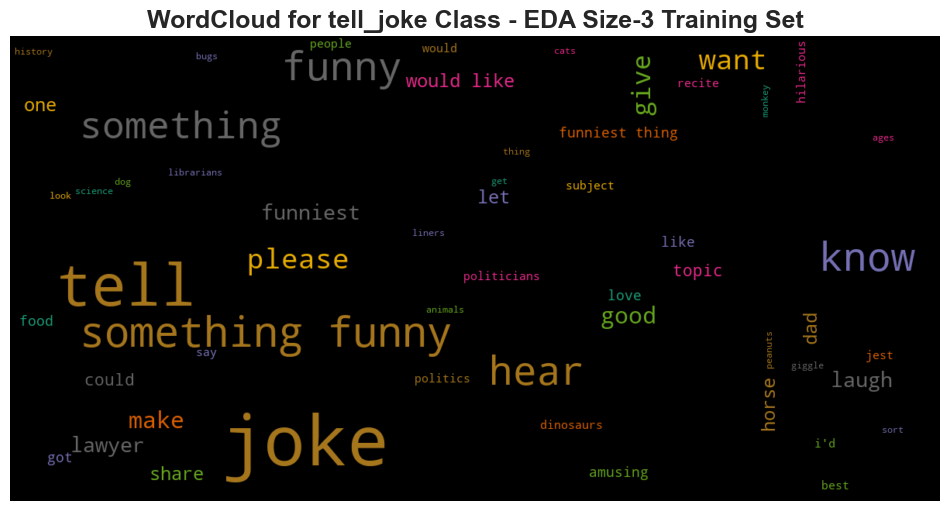 WordCloud for tell_joke Class - EDA Size-3 Training Set
history
bugs
people
would
cats
funny
would like
give
want
recite
monkey
hilarious
one
something
funniest thing
ages
thing
librarians
dog
science
look
get
let
subject
funniest
liners
like
know
please
politicians
topic
tell
love
good
food
animals
something funny
dad
say
hear
peanuts
horse
giggle
jest
laugh
could
politics
make
joke
dinosaurs
sort
lawyer
i'd
got
share
amusing
best